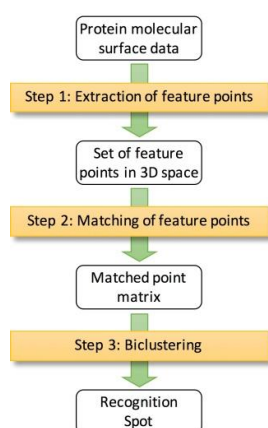 Protein molecular
surface data
Step 1: Extraction of feature points
Set of feature
points in 3D space
Step 2: Matching of feature points
Matched point
matrix
Step 3: Biclustering
Recognition
Spot